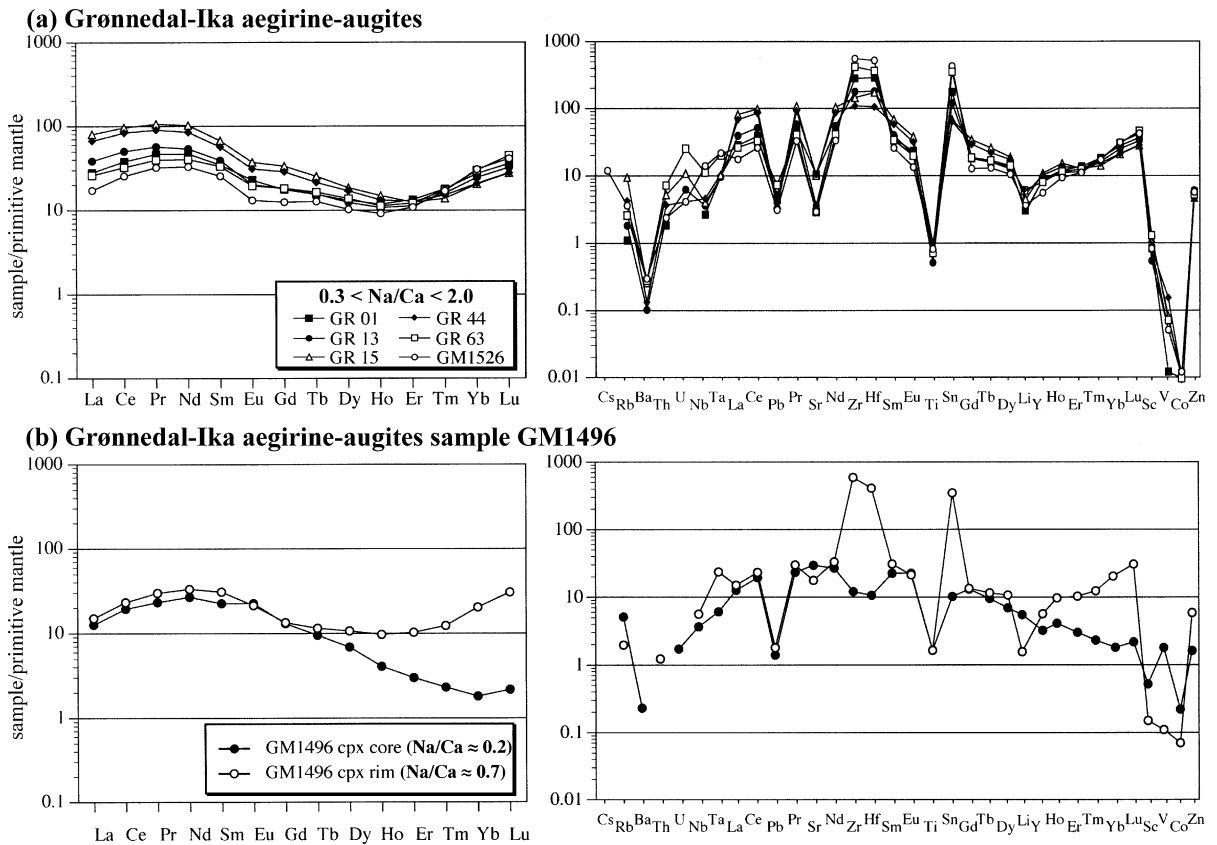 (a) Grønnedal-Ika aegirine-augites
1000
100
10
1
0.1
sample/primitive mantle
0.3 < Na/Ca < 2.0
GR 01 GR 44
GR 13 GR 63
GR 15 GM1526
La Ce Pr Nd Sm Eu Gd Tb Dy Ho Er Tm Yb Lu
1000
100
10
1
0.1
0.01
Cs Rb Ba Th U Nb Ta La Ce Pb Pr Sr Nd Zr Hf Sm Eu Ti Sn Gd Tb Dy Li Y Ho Er Tm Yb Lu Sc V Co Zn
(b) Grønnedal-Ika aegirine-augites sample GM1496
1000
100
10
1
0.1
sample/primitive mantle
GM1496 cpx core (Na/Ca ≈ 0.2)
GM1496 cpx rim (Na/Ca ≈ 0.7)
La Ce Pr Nd Sm Eu Gd Tb Dy Ho Er Tm Yb Lu
1000
100
10
1
0.1
0.01
Cs Rb Ba Th U Nb Ta La Ce Pb Pr Sr Nd Zr Hf Sm Eu Ti Sn Gd Tb Dy Li Y Ho Er Tm Yb Lu Sc V Co Zn